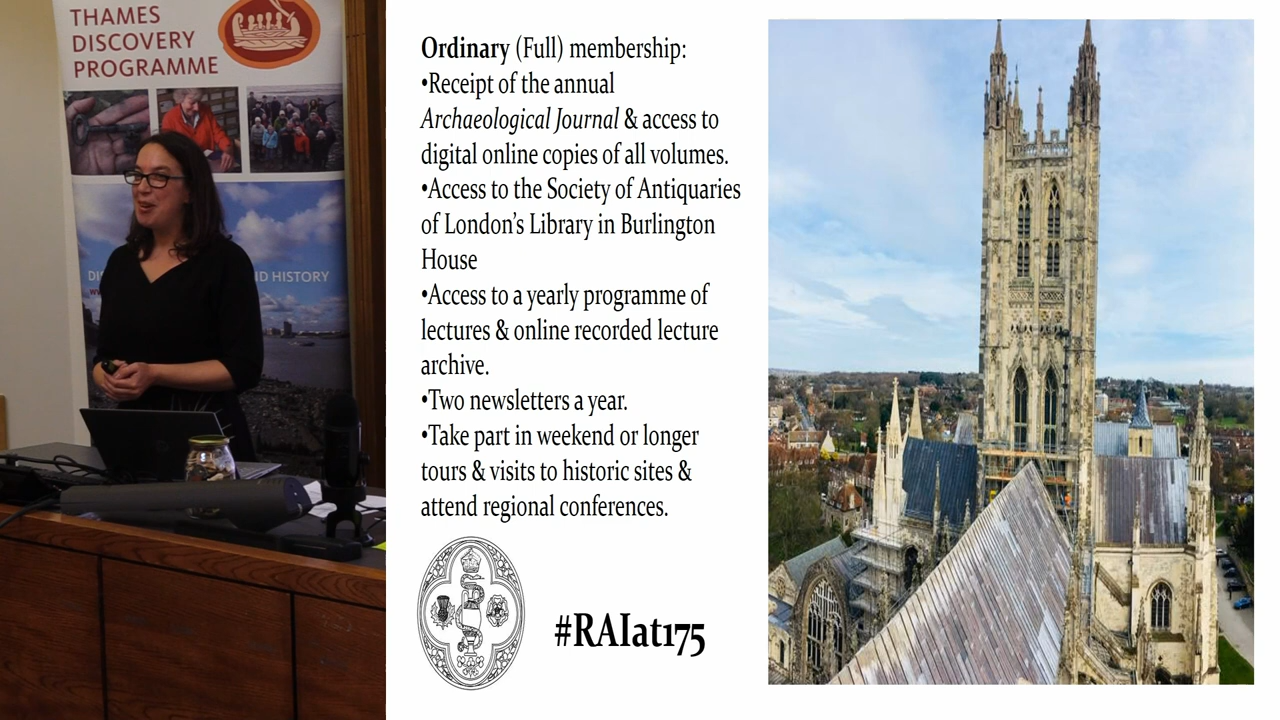 THAMES
DISCOVERY
PROGRAMME
ND HISTORY
Ordinary (Full) membership:
•Receipt of the annual
Archaeological Journal & access to
digital online copies of all volumes.
•Access to the Society of Antiquaries
of London’s Library in Burlington
House
•Access to a yearly programme of
lectures & online recorded lecture
archive.
•Two newsletters a year.
•Take part in weekend or longer
tours & visits to historic sites &
attend regional conferences.
#RAIat175